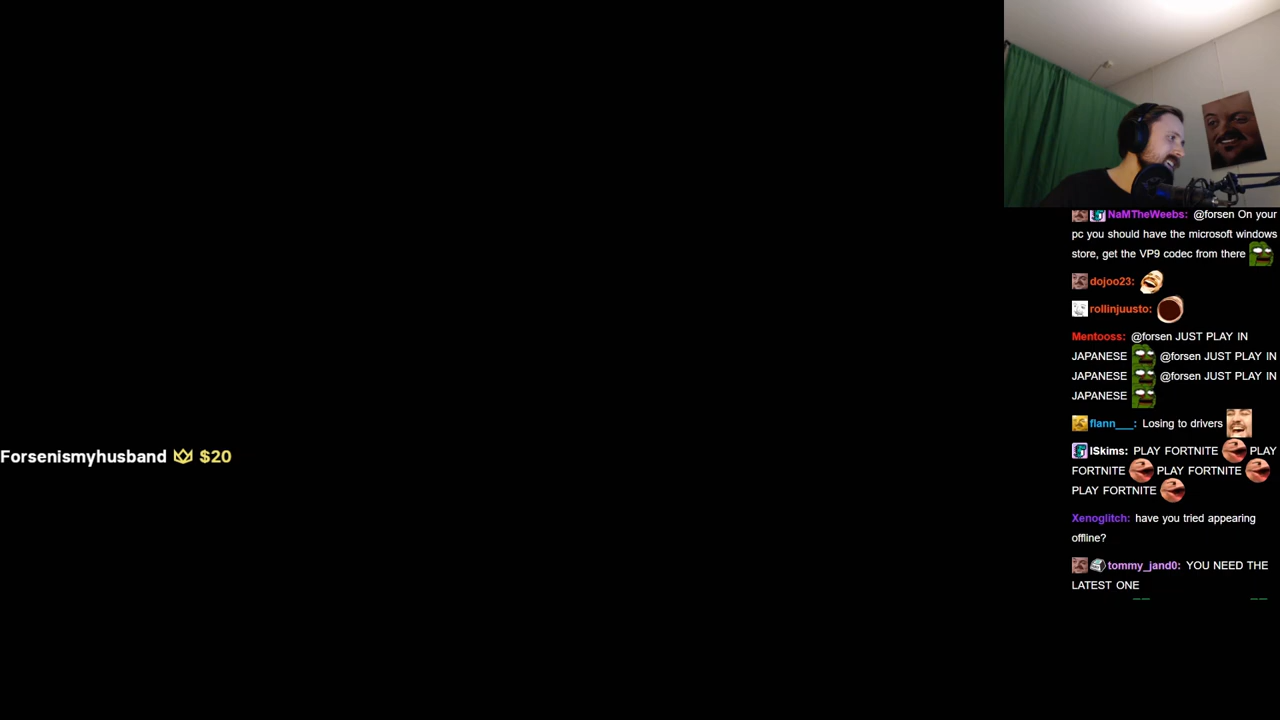 NaMTheWeebs: @forsen On your
pc you should have the microsoft windows
store, get the VP9 codec from there
dojoo23:
rollinjuusto:
Mentooss: @forsen JUST PLAY IN
JAPANESE @forsen JUST PLAY IN
JAPANESE @forsen JUST PLAY IN
JAPANESE
flann___: Losing to drivers
Forsenismyhusband $20
ISkims: PLAY FORTNITE PLAY
FORTNITE PLAY FORTNITE
PLAY FORTNITE
Xenoglitch: have you tried appearing
offline?
tommy_jand0: YOU NEED THE
LATEST ONE